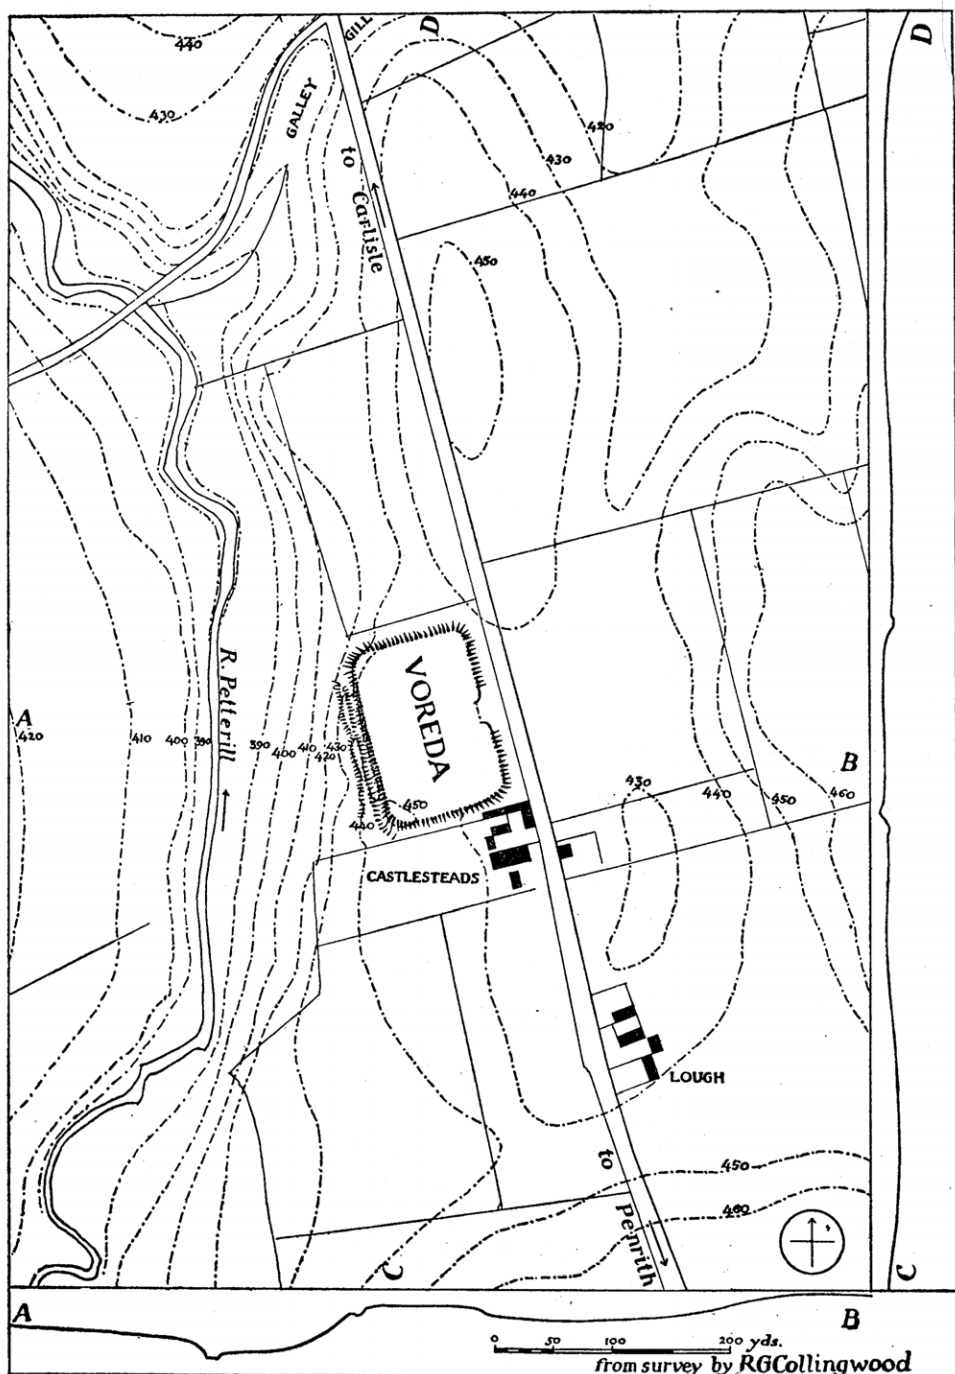 440
GILL
D
D
430
GALLEY
420
to Carlisle
430
440
450
R. Petterill
VOREDA
A
420
410
400
390
390
400
410
420
430
B
430
440
450
460
450
440
CASTLESTEADS
LOUGH
to Penrith
450
460
C
C
A
B
0 50 100 200 yds.
from survey by RGCollingwood